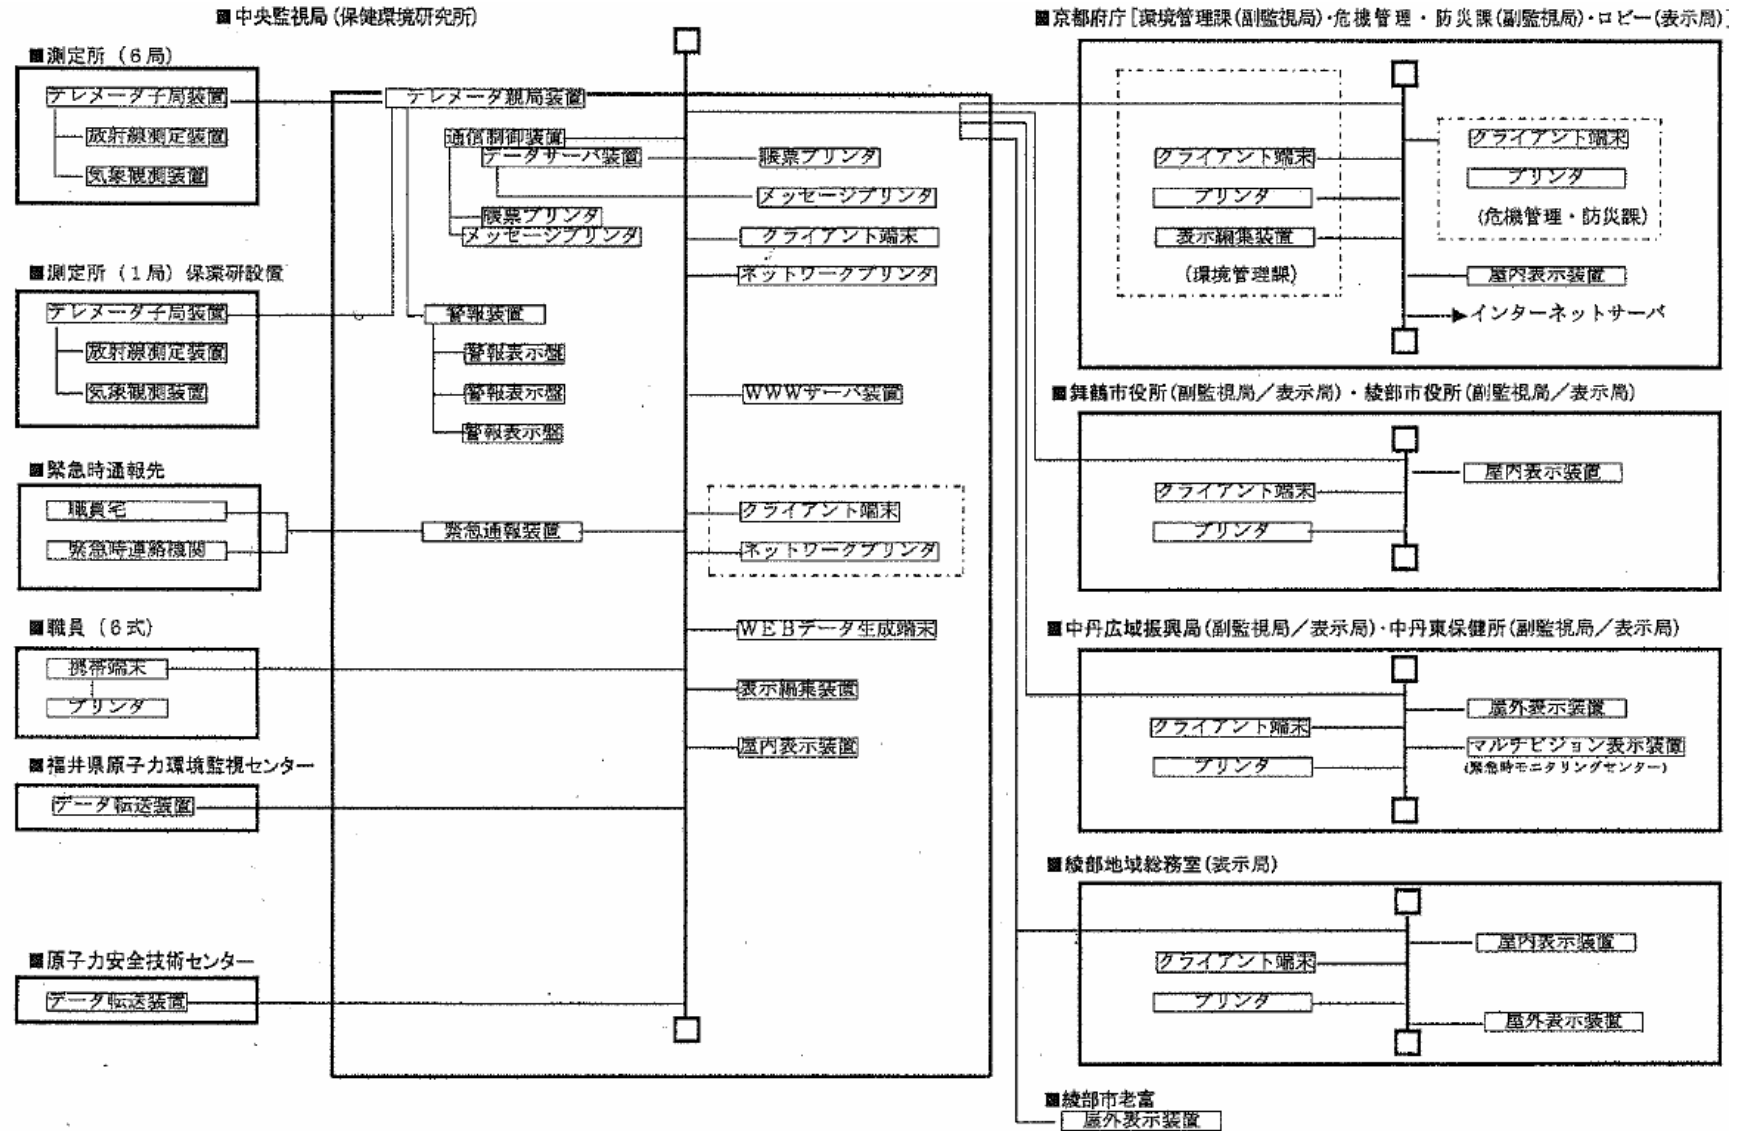 ■中央監視局(保健環境研究所)
■測定所（6局）
テレメータ子局装置
放射線測定装置
気象観測装置
■測定所（1局）保環研設置
テレメータ子局装置
放射線測定装置
気象観測装置
■緊急時通報先
職員宅
緊急時連絡機関
■職員（6式）
携帯端末
プリンタ
■福井県原子力環境監視センター
データ転送装置
■原子力安全技術センター
データ転送装置
テレメータ親局装置
通信制御装置
データサーバ装置
帳票プリンタ
メッセージプリンタ
帳票プリンタ
メッセージプリンタ
クライアント端末
ネットワークプリンタ
警報装置
警報表示盤
警報表示盤
警報表示盤
WWWサーバ装置
緊急通報装置
クライアント端末
ネットワークプリンタ
WEBデータ生成端末
表示編集装置
屋内表示装置
■京都府庁[環境管理課(副監視局)・危機管理・防災課(副監視局)・ロビー(表示局)]
クライアント端末
プリンタ
表示編集装置
(環境管理課)
クライアント端末
プリンタ
(危機管理・防災課)
屋内表示装置
インターネットサーバ
■舞鶴市役所(副監視局／表示局)・綾部市役所(副監視局／表示局)
屋内表示装置
クライアント端末
プリンタ
■中丹広域振興局(副監視局／表示局)・中丹東保健所(副監視局／表示局)
屋外表示装置
クライアント端末
マルチビジョン表示装置
(緊急時モニタリングセンター)
プリンタ
■綾部地域総務室(表示局)
屋内表示装置
クライアント端末
プリンタ
屋外表示装置
■綾部市老富
屋外表示装置